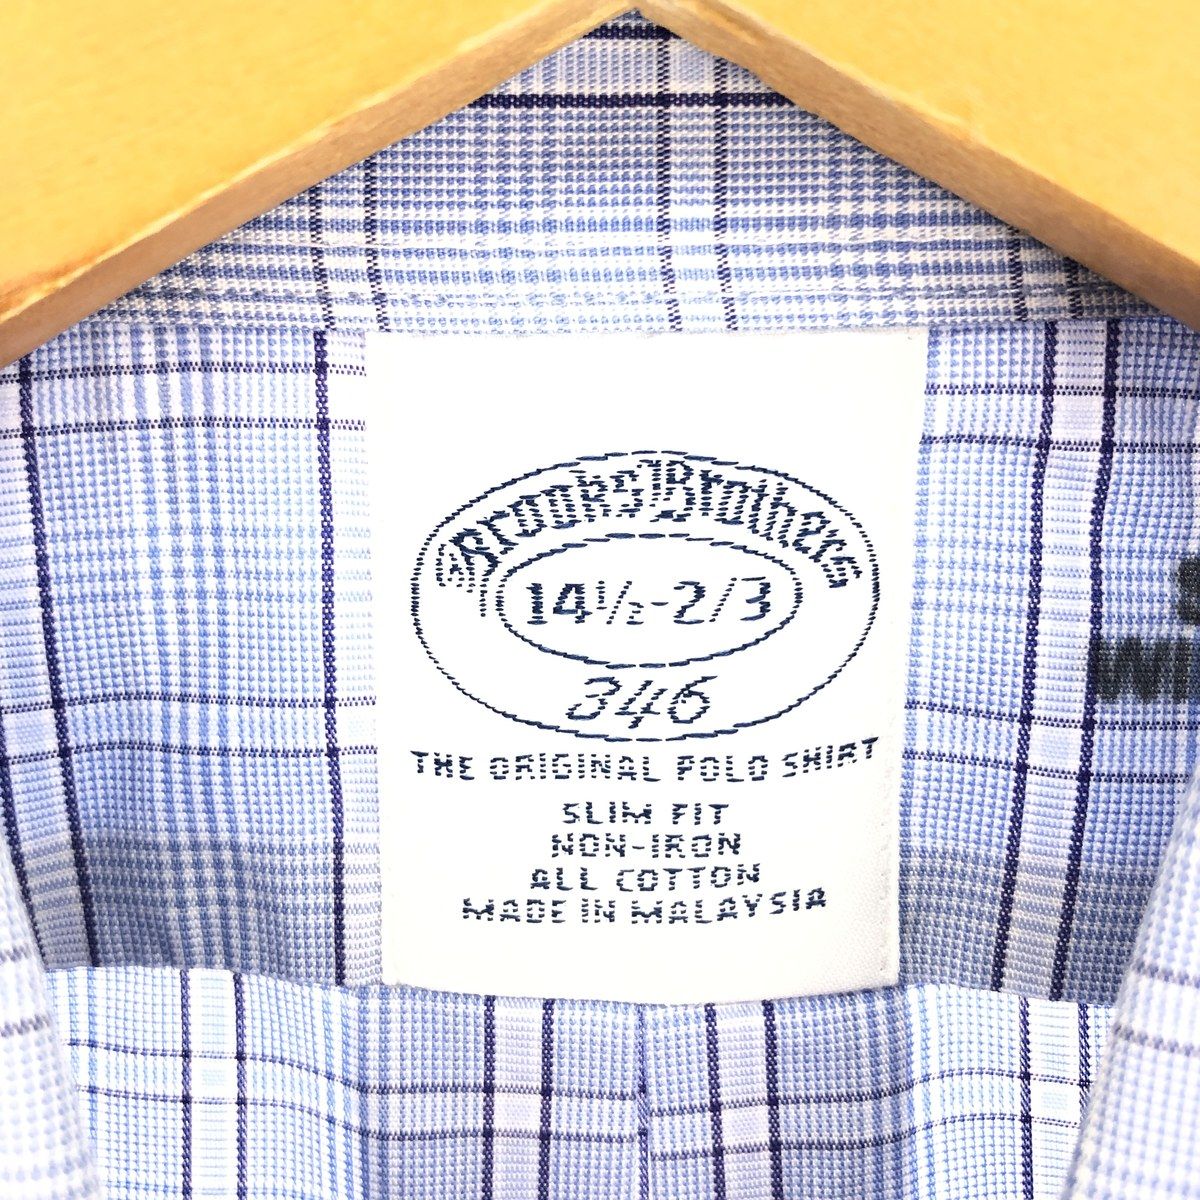 "Brooks Brothers"
14½-2/3
346
THE ORIGINAL POLO SHIRT
SLIM FIT
NON-IRON
ALL COTTON
MADE IN MALAYSIA